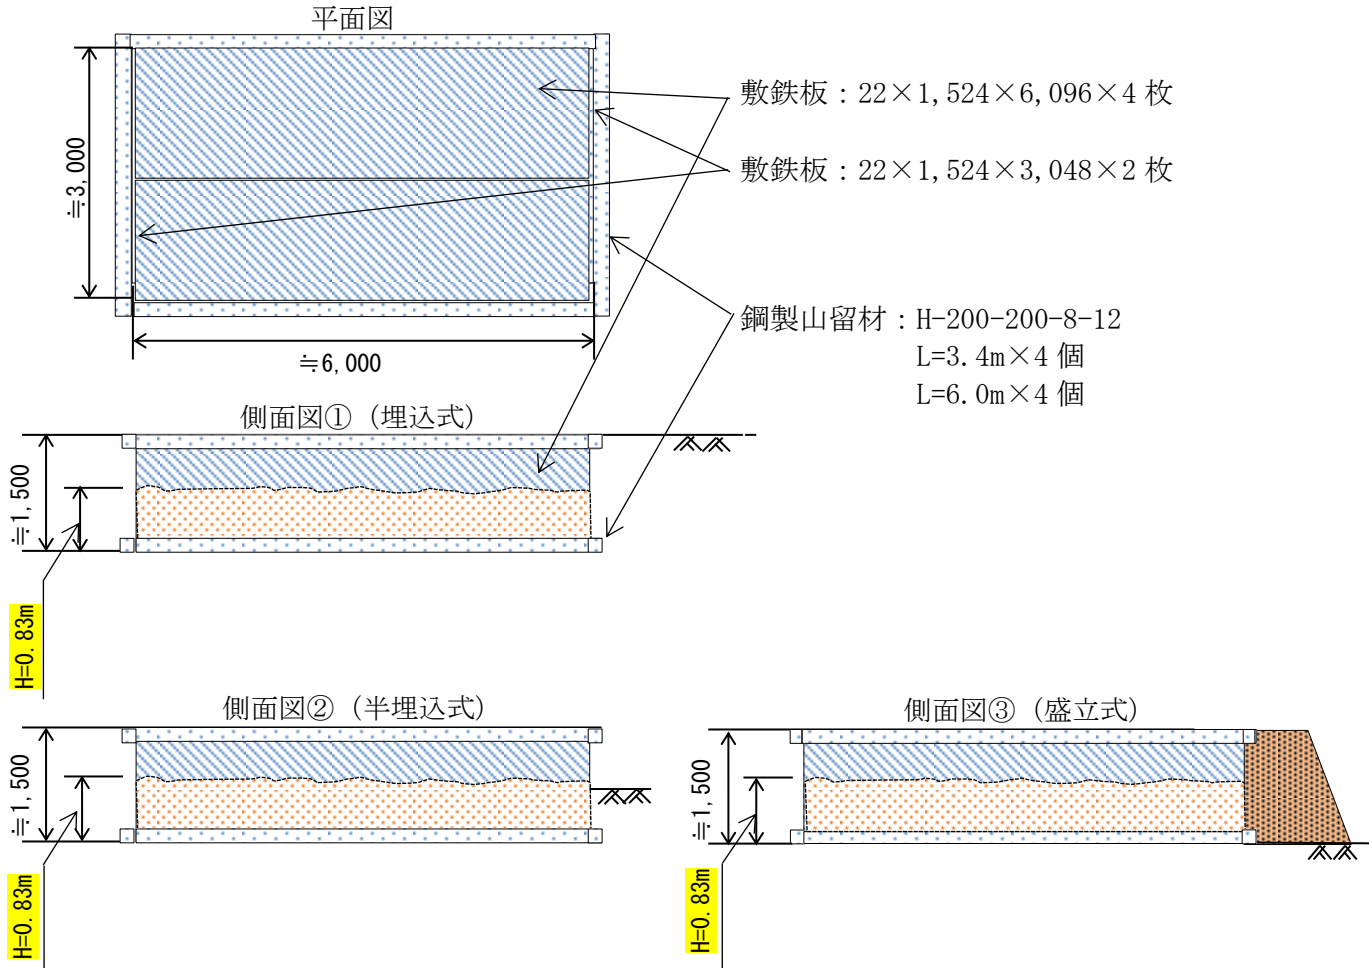 平面図
敷鉄板：22×1,524×6,096×4 枚
敷鉄板：22×1,524×3,048×2 枚
≒3,000
≒6,000
鋼製山留材：H-200-200-8-12
L=3.4m×4 個
L=6.0m×4 個
側面図①（埋込式）
≒1,500
H=0.83m
側面図②（半埋込式）
≒1,500
H=0.83m
側面図③（盛立式）
≒1,500
H=0.83m